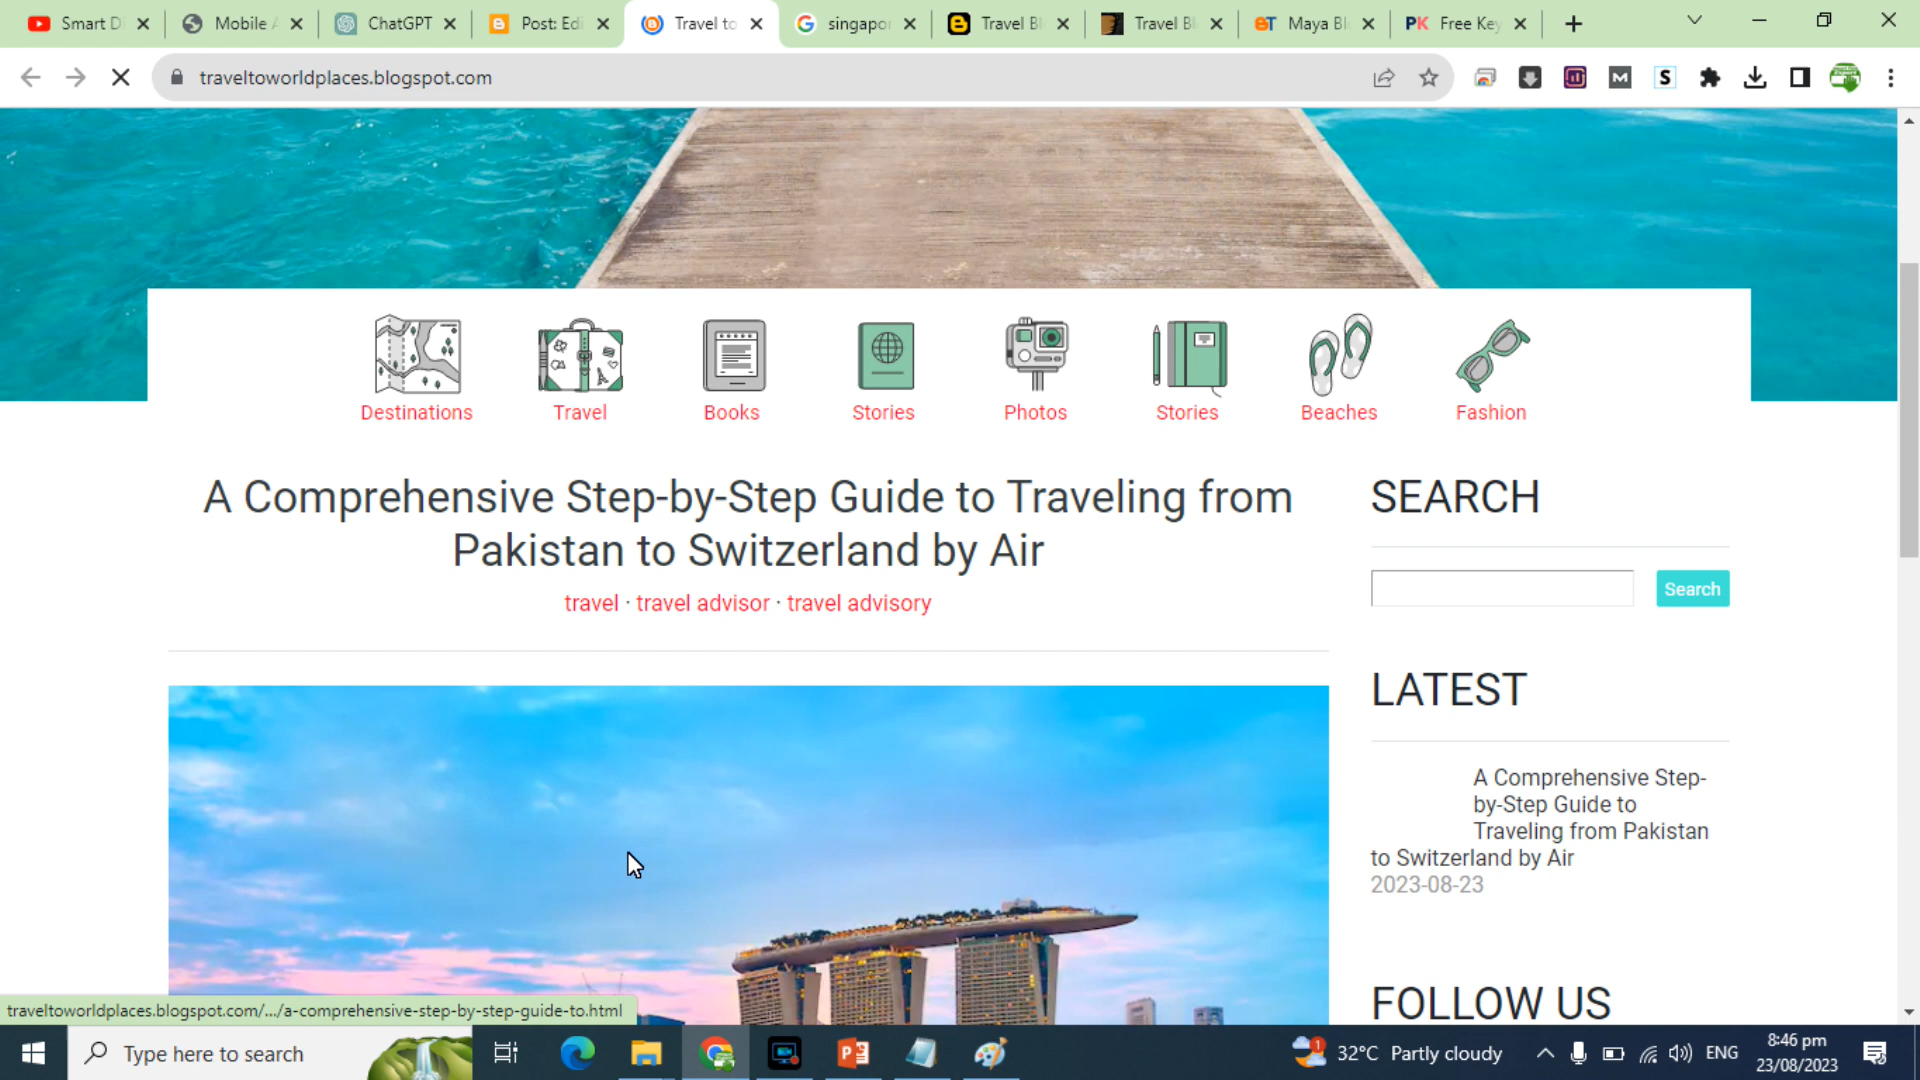 Smart D
Mobile A
ChatGPT
Post: Edi
Travel to
singapor
Travel Bl
Travel Bl
Maya Bl
PK Free Key
traveltoworldplaces.blogspot.com
Destinations
Travel
Books
Stories
Photos
Stories
Beaches
Fashion
A Comprehensive Step-by-Step Guide to Traveling from
Pakistan to Switzerland by Air
travel · travel advisor · travel advisory
SEARCH
Search
LATEST
A Comprehensive Step-
by-Step Guide to
Traveling from Pakistan
to Switzerland by Air
2023-08-23
FOLLOW US
traveltoworldplaces.blogspot.com/.../a-comprehensive-step-by-step-guide-to.html
Type here to search
32°C Partly cloudy
ENG
8:46 pm
23/08/2023